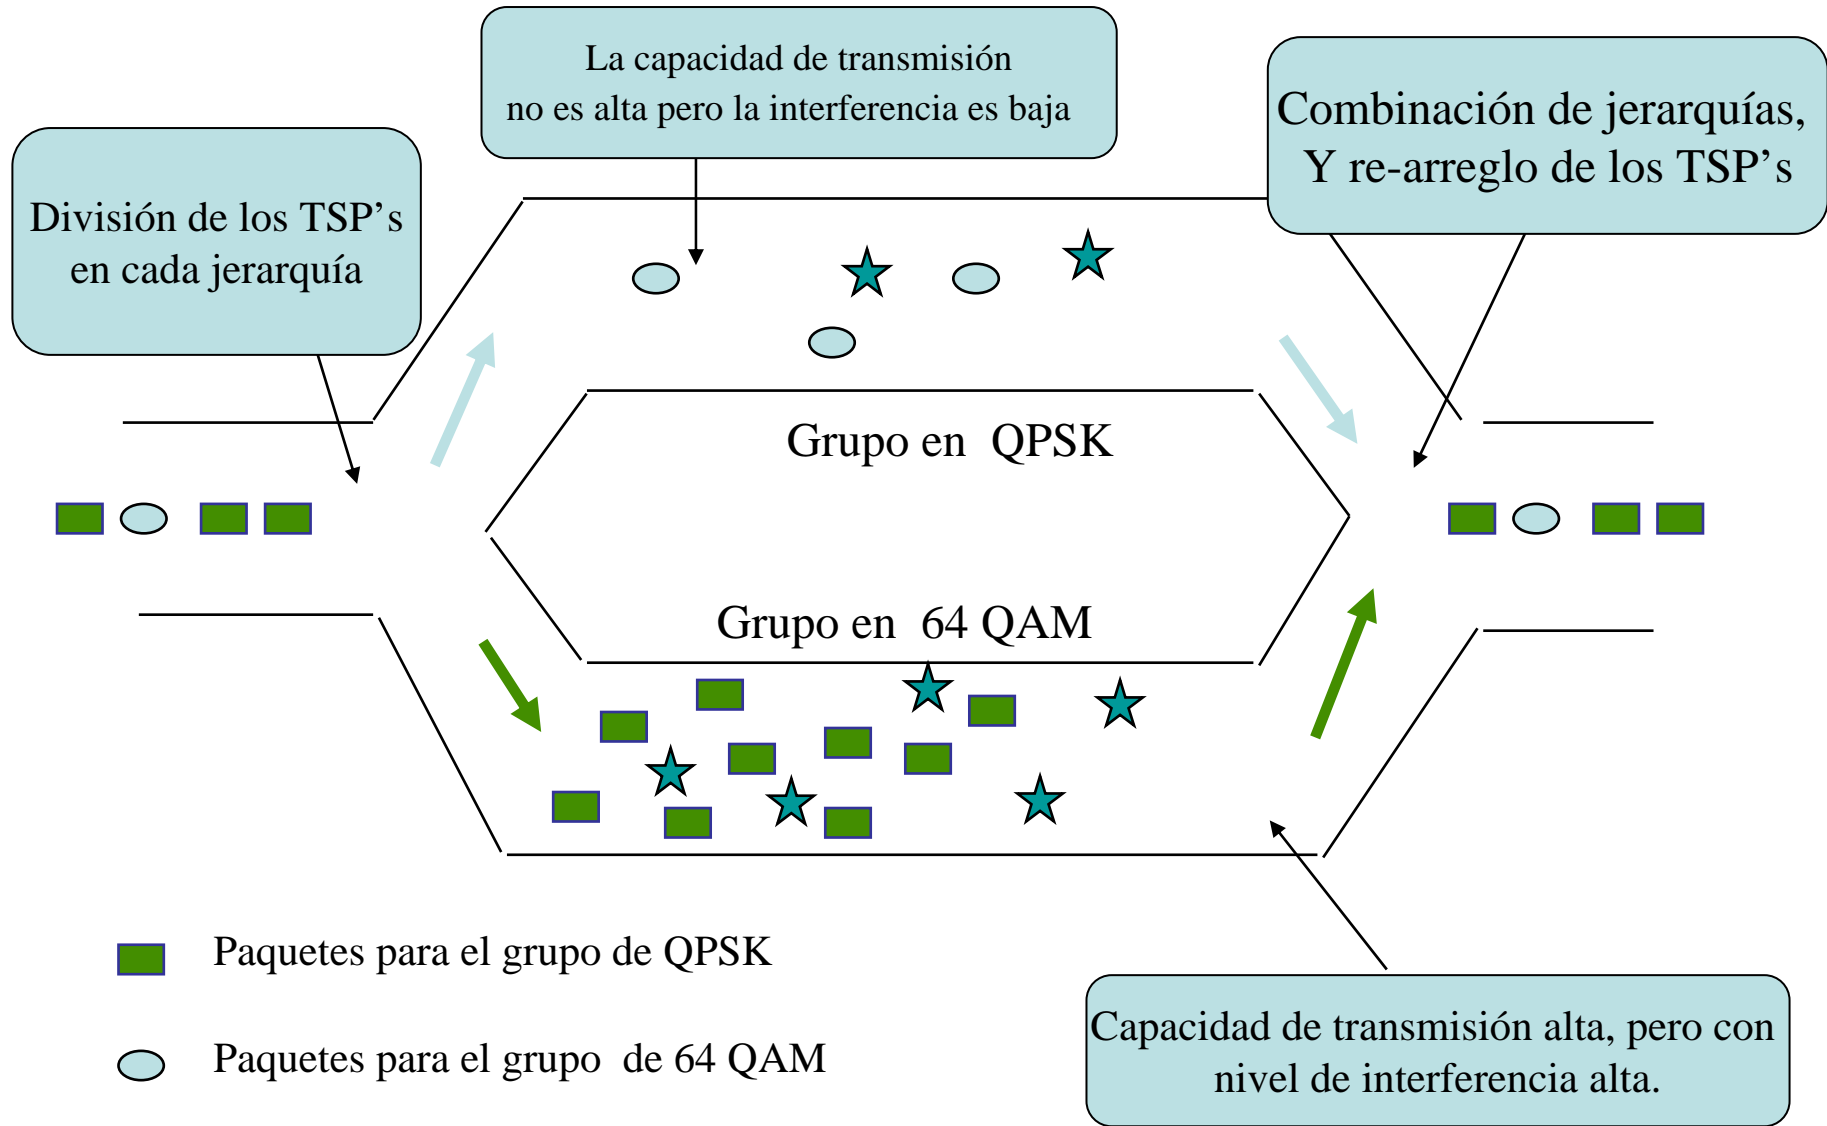 La capacidad de transmisión
no es alta pero la interferencia es baja
Combinación de jerarquías,
Y re-arreglo de los TSP’s
División de los TSP’s
en cada jerarquía
Grupo en QPSK
Grupo en 64 QAM
Paquetes para el grupo de QPSK
Paquetes para el grupo de 64 QAM
Capacidad de transmisión alta, pero con
nivel de interferencia alta.